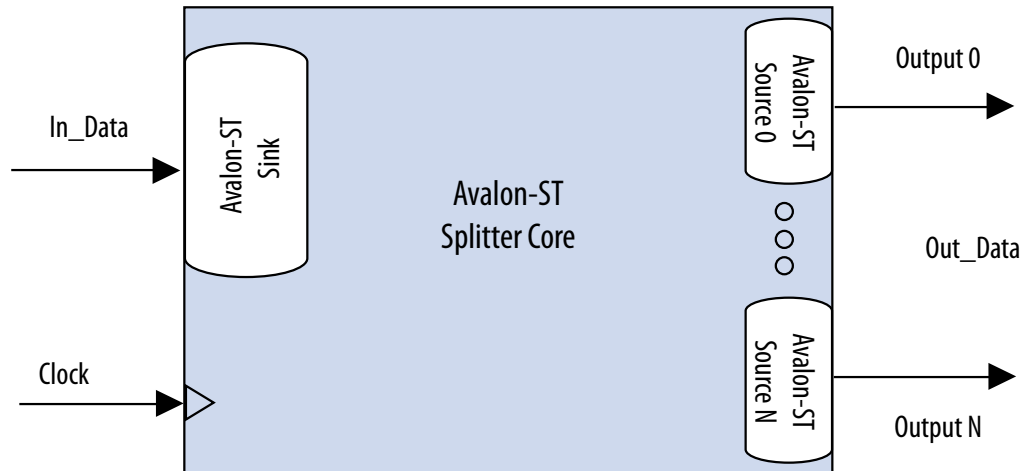 In_Data
Clock
Avalon-ST
Sink
Avalon-ST
Splitter Core
Avalon-ST
Source 0
Avalon-ST
Source N
Output 0
Out_Data
Output N